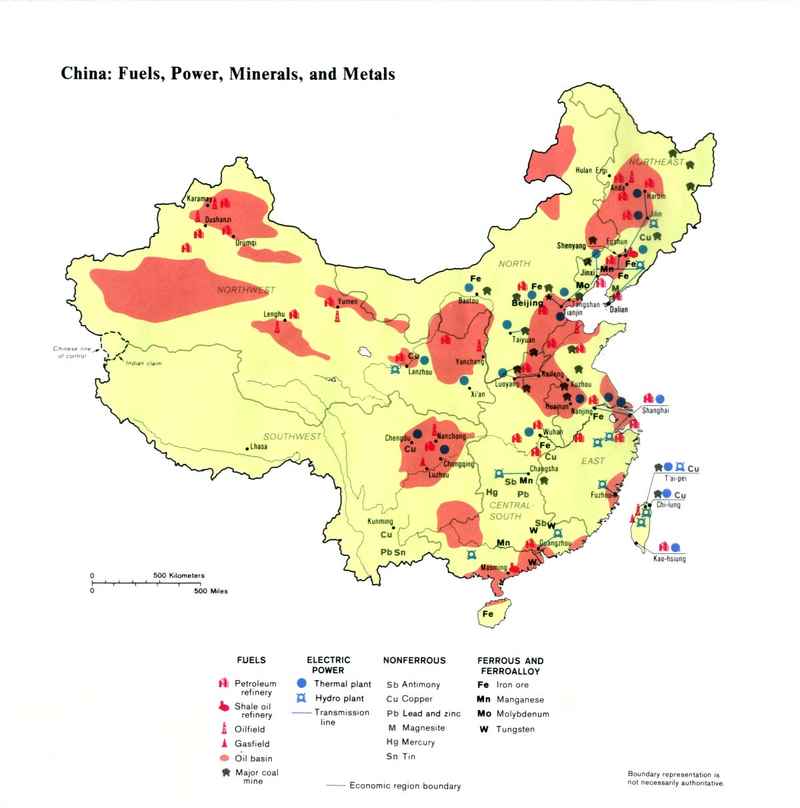 China: Fuels, Power, Minerals, and Metals
NORTHEAST
Hulan Ergi
Anda
Harbin
Karamay
Jilin
Dushanzi
Cu
Shenyang
Fushun
Urumqi
NORTH
Fe
Jinxi
Mn
Fe
Fe
Fe
NORTHWEST
Mo
M
Baotou
Beijing
Yumen
Tangshan
Dalian
Tianjin
Lenghu
Taiyuan
Chinese line
of control
Cu
Yanchang
Indian claim
Lanzhou
Kaifeng
Luoyang
Xuzhou
Xi'an
Huainan
Nanjing
Shanghai
Fe
Chengdu
Nanchong
Wuhan
SOUTHWEST
Cu
Fe
Lhasa
Cu
EAST
Chongqing
Luzhou
Changsha
Cu
Sb
Mn
T'ai-pei
Hg
Pb
Fuzhou
Cu
CENTRAL-
SOUTH
Chi-lung
Kunming
Sb
W
W
Cu
Mn
Guangzhou
Pb
Sn
Kao-hsiung
W
Maoming
0
500 Kilometers
0
500 Miles
Fe
FUELS
Petroleum
refinery
Shale oil
refinery
Oilfield
Gasfield
Oil basin
Major coal
mine
ELECTRIC
POWER
Thermal plant
Hydro plant
Transmission
line
NONFERROUS
Sb Antimony
Cu Copper
Pb Lead and zinc
M Magnesite
Hg Mercury
Sn Tin
FERROUS AND
FERROALLOY
Fe Iron ore
Mn Manganese
Mo Molybdenum
W Tungsten
Economic region boundary
Boundary representation is
not necessarily authoritative.